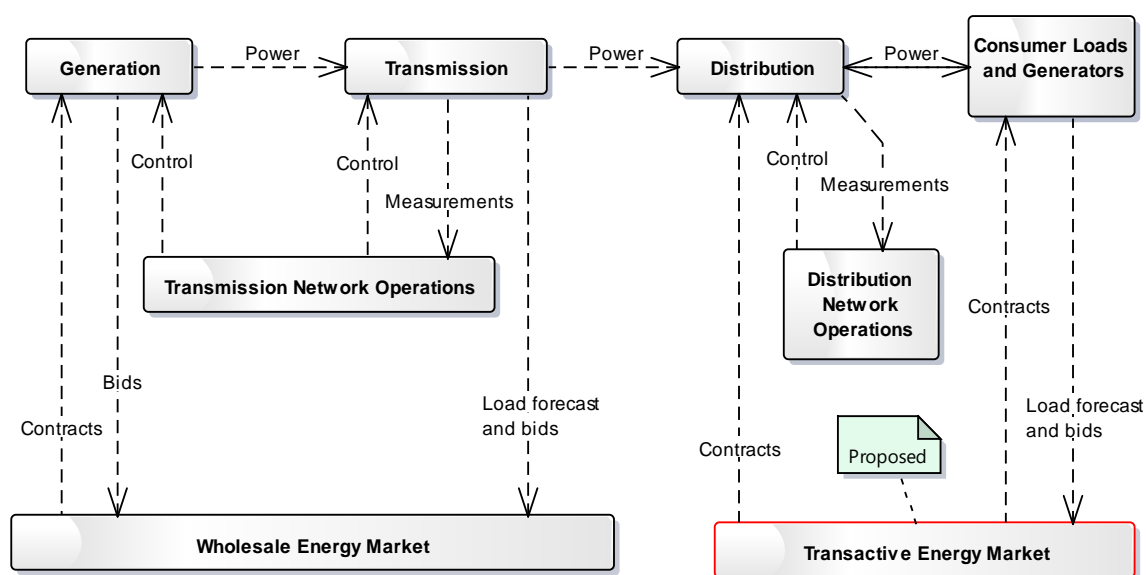 Generation
Power
Transmission
Power
Distribution
Power
Consumer Loads
and Generators
Control
Control
Measurements
Control
Measurements
Transmission Network Operations
Distribution
Network
Operations
Contracts
Bids
Contracts
Load forecast
and bids
Contracts
Load forecast
and bids
Proposed
Wholesale Energy Market
Transactive Energy Market